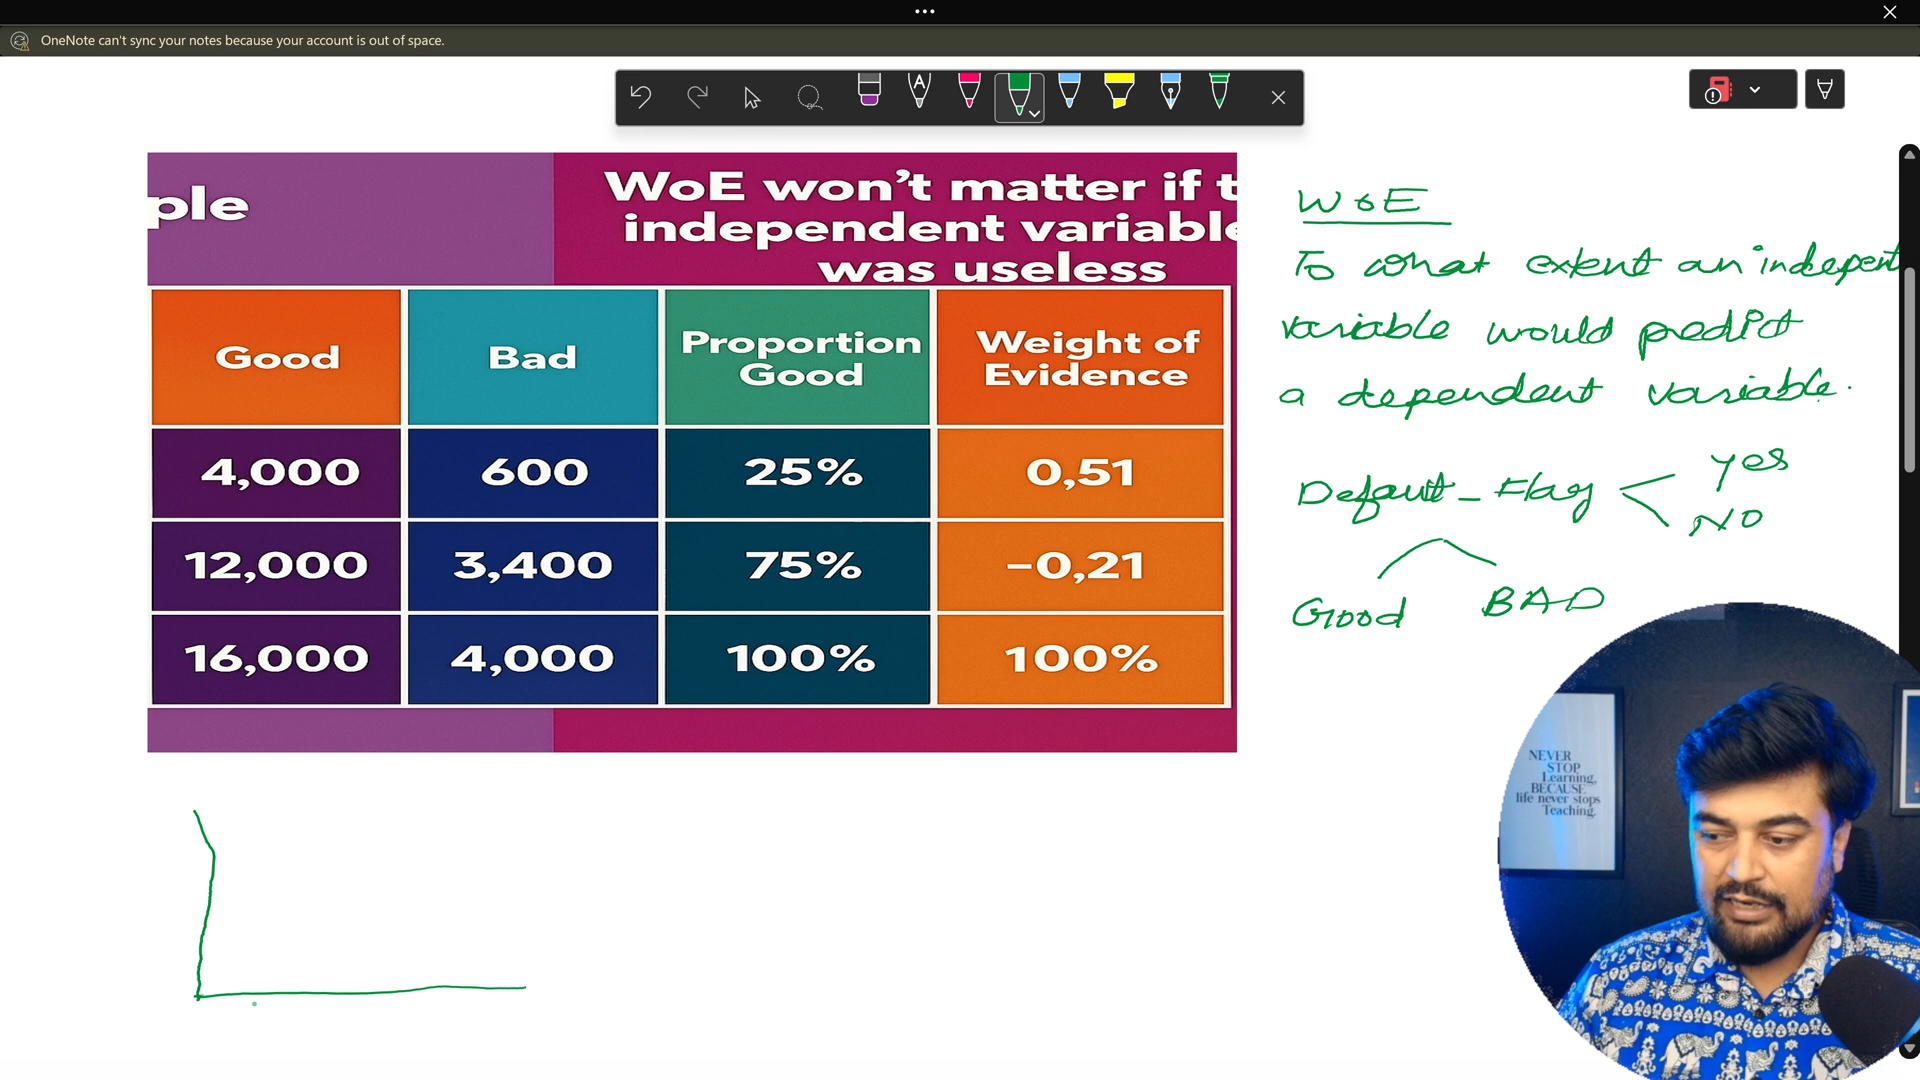 OneNote can't sync your notes because your account is out of space.
ple
WoE won't matter if t
independent variable
was useless
Good Bad Proportion Good Weight of Evidence
4,000 600 25% 0,51
12,000 3,400 75% −0,21
16,000 4,000 100% 100%
WoE
To what extent an indepent
variable would predict
a dependent variable.
Default_Flag Yes
No
Good BAD
NEVER
STOP
Learning,
BECAUSE
life never stops
Teaching.